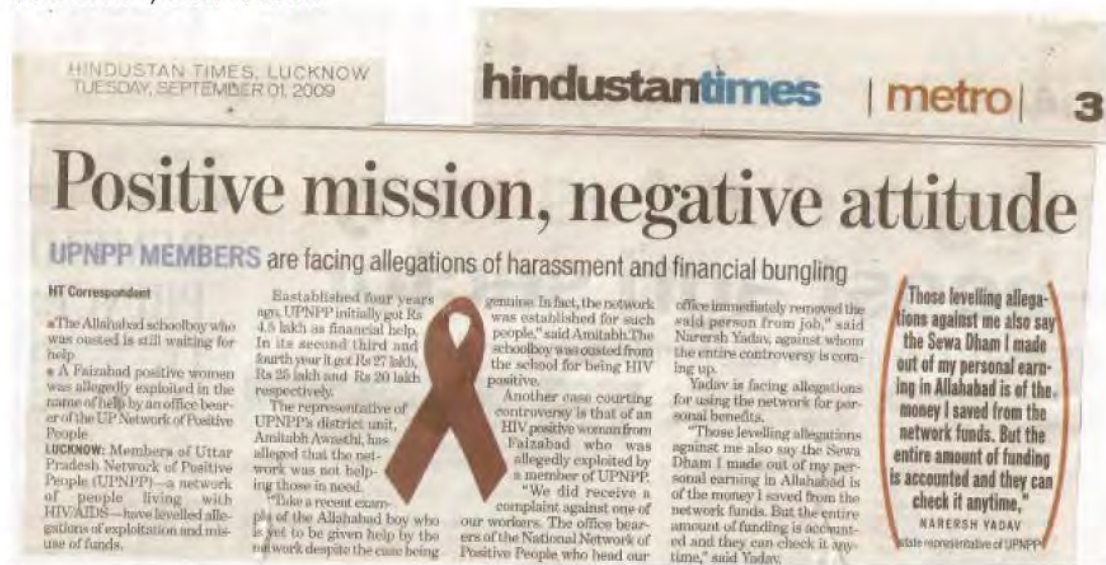 HINDUSTAN TIMES, LUCKNOW
TUESDAY, SEPTEMBER 01, 2009
hindustantimes | metro | 3
Positive mission, negative attitude
UPNPP MEMBERS are facing allegations of harassment and financial bungling
HT Correspondent
The Allahabad schoolboy who
was ousted is still waiting for
help
A Faizabad positive women
was allegedly exploited in the
name of help by an office bear-
er of the UP Network of Positive
People
LUCKNOW: Members of Uttar
Pradesh Network of Positive
People (UPNPP)—a network
of people living with
HIV/AIDS—have levelled alle-
gations of exploitation and mis-
use of funds.
Eastablished four years
ago, UPNPP initially got Rs
4.5 lakh as financial help.
In its second third and
fourth year it got Rs 27 lakh,
Rs 25 lakh and Rs 20 lakh
respectively.
The representative of
UPNPP's district unit,
Amitabh Awasthi, has
alleged that the net-
work was not help-
ing those in need.
"Take a recent exam-
ple of the Allahabad boy who
is yet to be given help by the
network despite the case being
genuine. In fact, the network
was established for such
people," said Amitabh.The
schoolboy was ousted from
the school for being HIV
positive.
Another case courting
controversy is that of an
HIV positive woman from
Faizabad who was
allegedly exploited by
a member of UPNPP.
"We did receive a
complaint against one of
our workers. The office bear-
ers of the National Network of
Positive People who head our
office immediately removed the
said person from job," said
Narersh Yadav, against whom
the entire controversy is com-
ing up.
Yadav is facing allegations
for using the network for per-
sonal benefits.
"Those levelling allegations
against me also say the Sewa
Dham I made out of my per-
sonal earning in Allahabad is
of the money I saved from the
network funds. But the entire
amount of funding is account-
ed and they can check it any-
time," said Yadav.
Those levelling allega-
tions against me also say
the Sewa Dham I made
out of my personal earn-
ing in Allahabad is of the
money I saved from the
network funds. But the
entire amount of funding
is accounted and they can
check it anytime,"
NARERSH YADAV
state representative of UPNPP